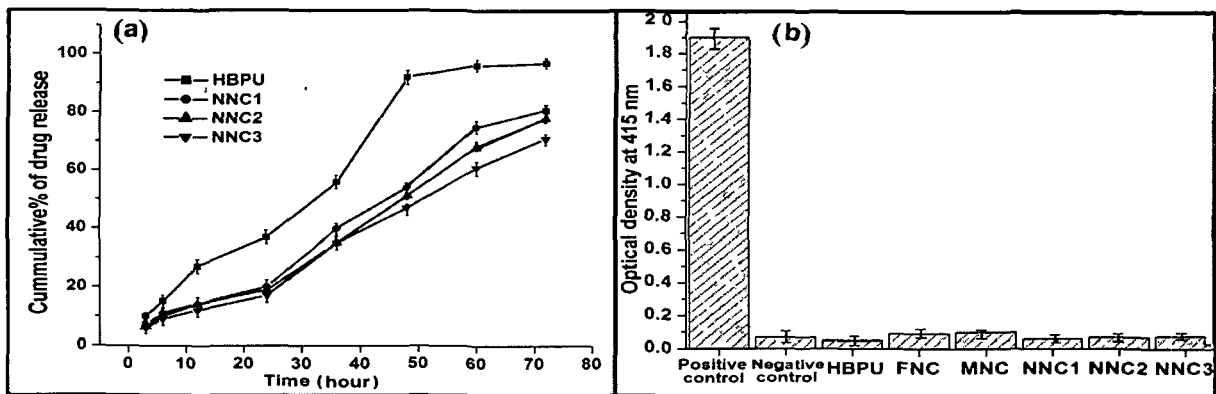 (a)
HBPU
NNC1
NNC2
NNC3
Cummulative% of drug release
100
80
60
40
20
0
0 10 20 30 40 50 60 70 80
Time (hour)
(b)
Optical density at 415 nm
2.0
1.8
1.6
1.4
1.2
1.0
0.8
0.6
0.4
0.2
0.0
Positive control
Negative control
HBPU
FNC
MNC
NNC1
NNC2
NNC3